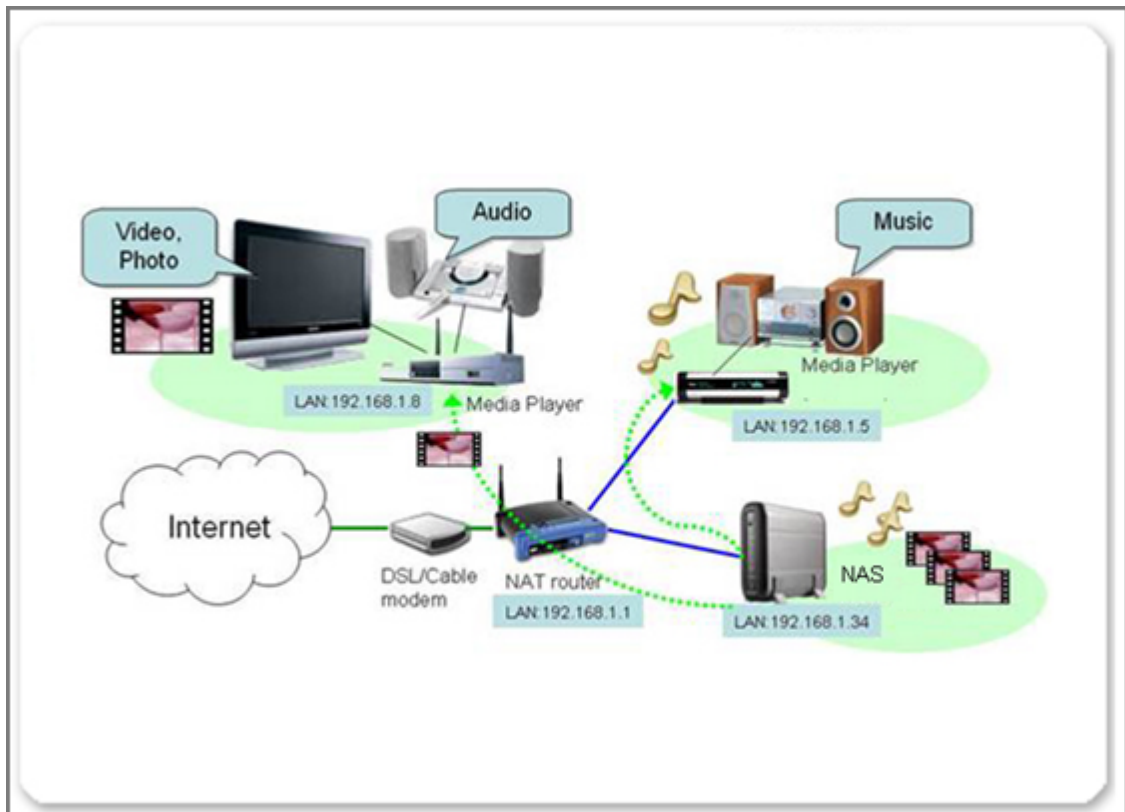 Video,
Photo
Audio
Music
LAN:192.168.1.8
Media Player
Media Player
LAN:192.168.1.5
Internet
DSL/Cable
modem
NAT router
LAN:192.168.1.1
NAS
LAN:192.168.1.34